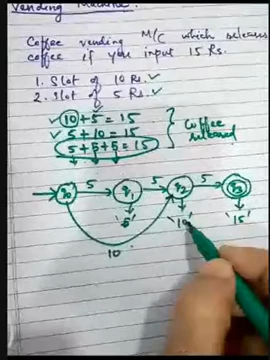 Vending Machine.
Coffee vending M/C which releases
coffee if you input 15 Rs.
1. Slot of 10 Rs.
2. Slot of 5 Rs.
10 + 5 = 15
5 + 10 = 15
5 + 5 + 5 = 15
Coffee
released
q0 5 q1 5 q2 5 q3
'5' '10' '15'
10